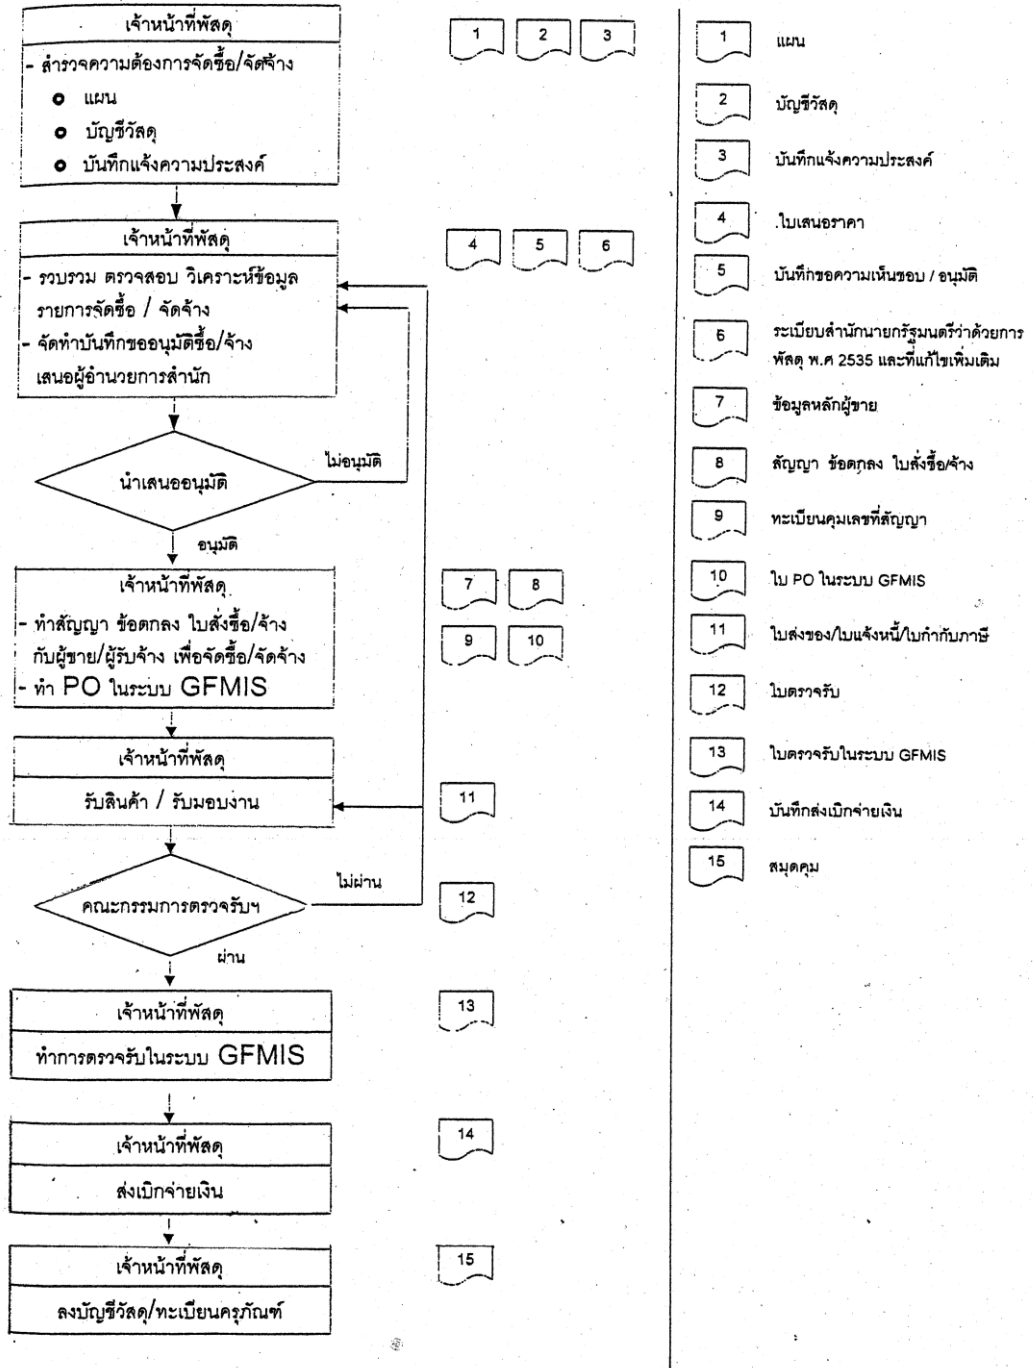 เจ้าหน้าที่พัสดุ
- สำรวจความต้องการจัดซื้อ/จัดจ้าง
แผน
บัญชีวัสดุ
บันทึกแจ้งความประสงค์
1 2 3
เจ้าหน้าที่พัสดุ
- รวบรวม ตรวจสอบ วิเคราะห์ข้อมูล
รายการจัดซื้อ / จัดจ้าง
- จัดทำบันทึกขออนุมัติซื้อ/จ้าง
เสนอผู้อำนวยการสำนัก
4 5 6
นำเสนออนุมัติ
ไม่อนุมัติ
อนุมัติ
เจ้าหน้าที่พัสดุ
- ทำสัญญา ข้อตกลง ใบสั่งซื้อ/จ้าง
กับผู้ขาย/ผู้รับจ้าง เพื่อจัดซื้อ/จัดจ้าง
- ทำ PO ในระบบ GFMIS
7 8
9 10
เจ้าหน้าที่พัสดุ
รับสินค้า / รับมอบงาน
11
คณะกรรมการตรวจรับฯ
ไม่ผ่าน
12
ผ่าน
เจ้าหน้าที่พัสดุ
ทำการตรวจรับในระบบ GFMIS
13
เจ้าหน้าที่พัสดุ
ส่งเบิกจ่ายเงิน
14
เจ้าหน้าที่พัสดุ
ลงบัญชีวัสดุ/ทะเบียนครุภัณฑ์
15
1 แผน
2 บัญชีวัสดุ
3 บันทึกแจ้งความประสงค์
4 ใบเสนอราคา
5 บันทึกขอความเห็นชอบ / อนุมัติ
6 ระเบียบสำนักนายกรัฐมนตรีว่าด้วยการ
พัสดุ พ.ศ 2535 และที่แก้ไขเพิ่มเติม
7 ข้อมูลหลักผู้ขาย
8 สัญญา ข้อตกลง ใบสั่งซื้อ/จ้าง
9 ทะเบียนคุมเลขที่สัญญา
10 ใบ PO ในระบบ GFMIS
11 ใบส่งของ/ใบแจ้งหนี้/ใบกำกับภาษี
12 ใบตรวจรับ
13 ใบตรวจรับในระบบ GFMIS
14 บันทึกส่งเบิกจ่ายเงิน
15 สมุดคุม